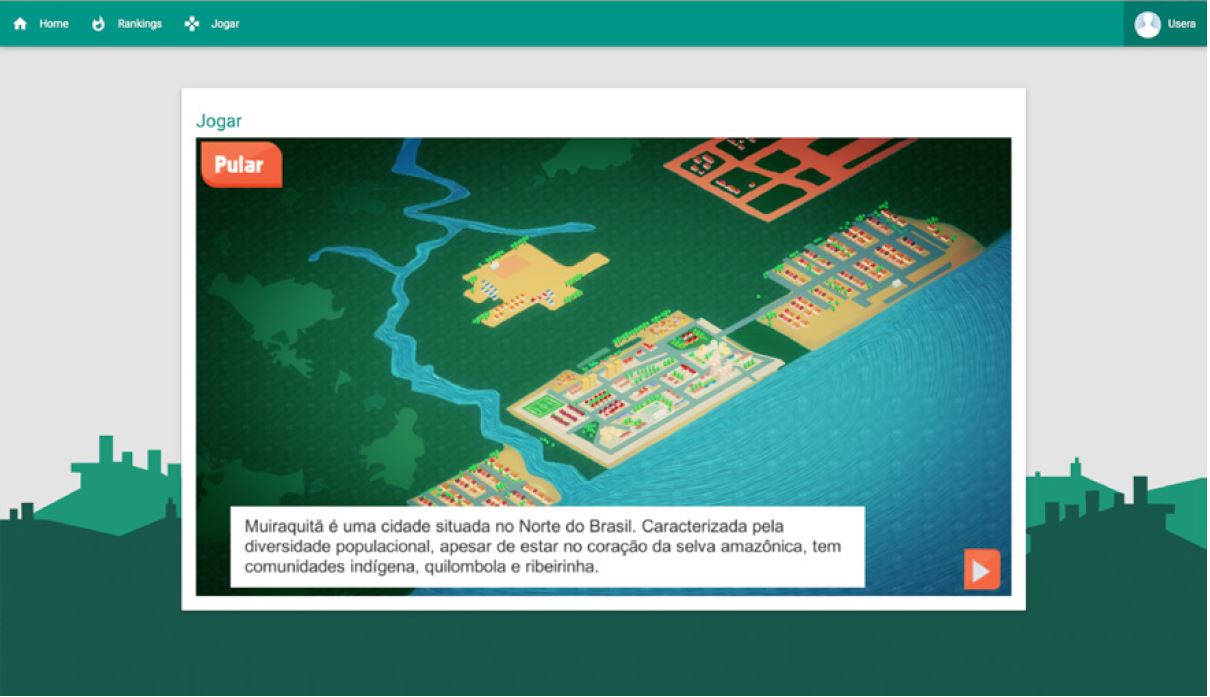 Home Rankings Jogar Usera
Jogar
Pular
Muiraquitã é uma cidade situada no Norte do Brasil. Caracterizada pela
diversidade populacional, apesar de estar no coração da selva amazônica, tem
comunidades indígena, quilombola e ribeirinha.